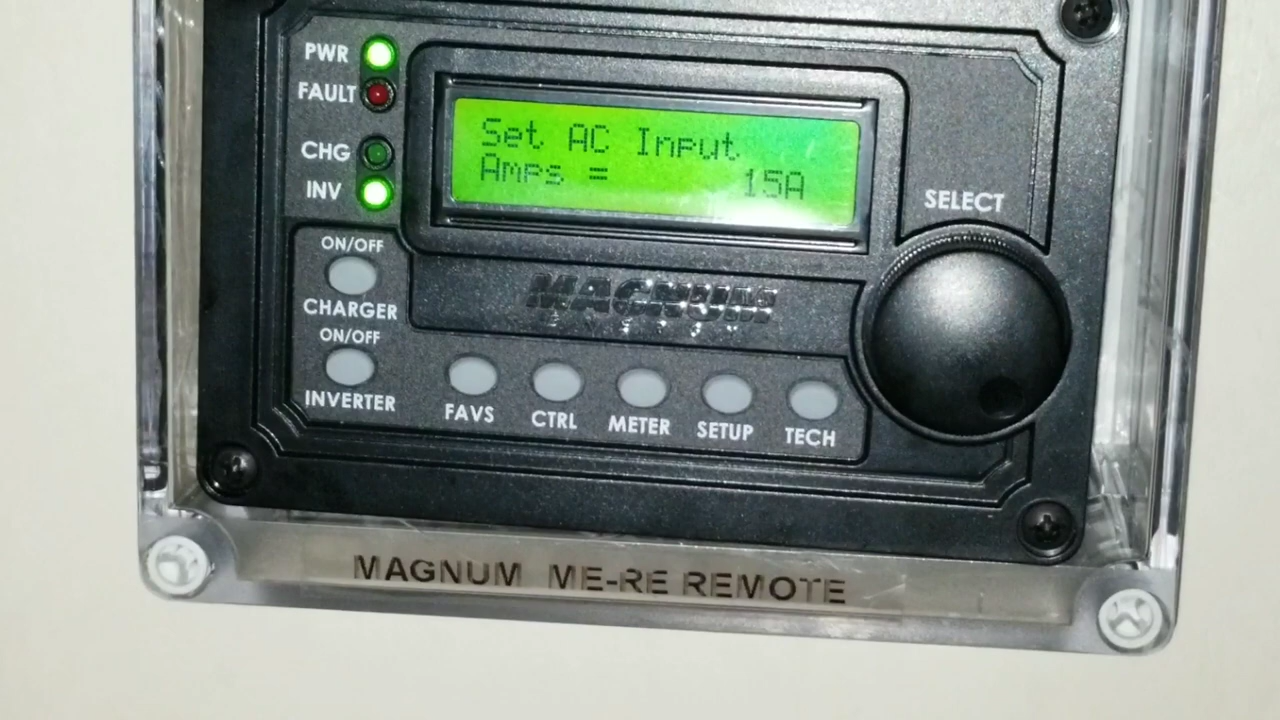 PWR
FAULT
CHG
INV
Set AC Input
Amps = 15A
SELECT
ON/OFF
CHARGER
ON/OFF
INVERTER
MAGNUM
FAVS
CTRL
METER
SETUP
TECH
MAGNUM ME-RE REMOTE